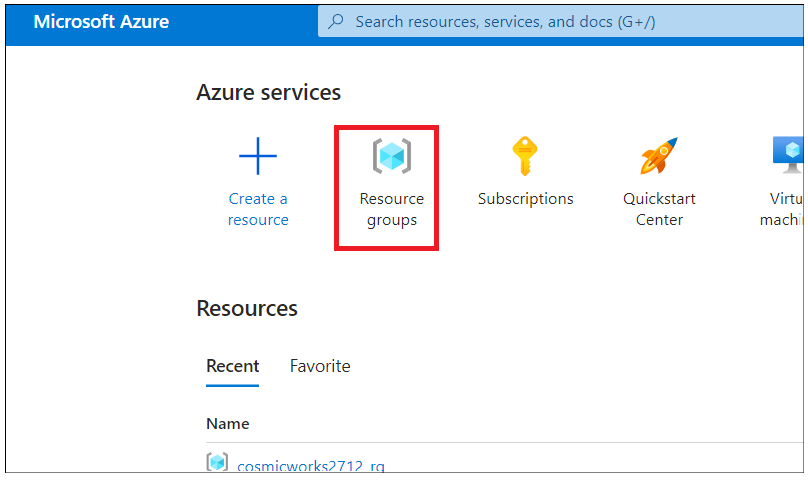 Microsoft Azure
Search resources, services, and docs (G+/)
Azure services
Create a
resource
Resource
groups
Subscriptions
Quickstart
Center
Virtu
machi
Resources
Recent
Favorite
Name
cosmicworks2712_rg